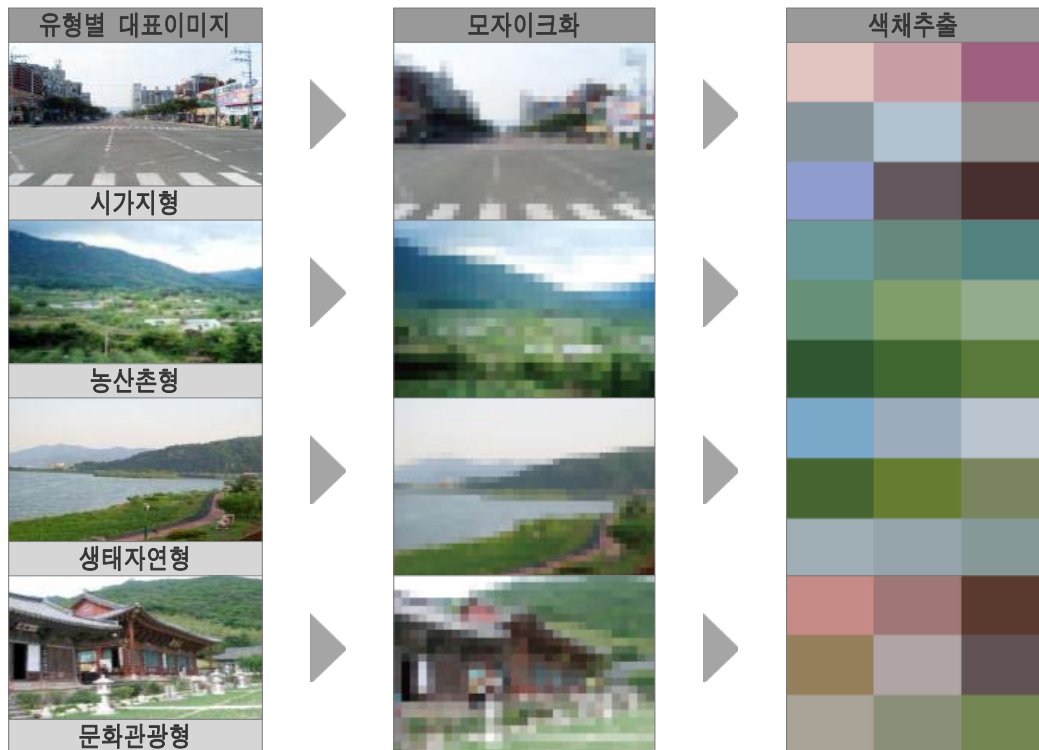 유형별 대표이미지
모자이크화
색채추출
시가지형
농산촌형
생태자연형
문화관광형